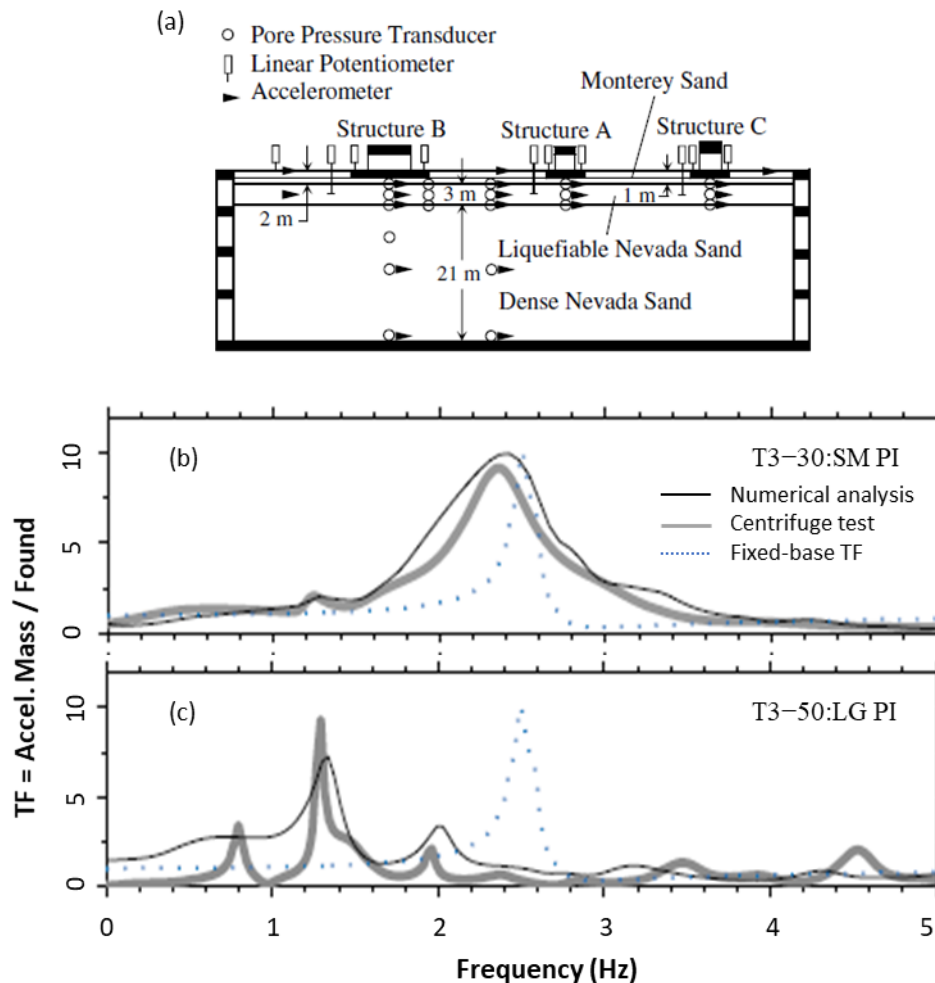 (a)
Pore Pressure Transducer
Linear Potentiometer
Accelerometer
Monterey Sand
Structure B
Structure A
Structure C
3 m
1 m
2 m
Liquefiable Nevada Sand
21 m
Dense Nevada Sand
TF = Accel. Mass / Found
10
5
0
(b)
T3−30:SM PI
Numerical analysis
Centrifuge test
Fixed-base TF
10
5
0
(c)
T3−50:LG PI
0 1 2 3 4 5
Frequency (Hz)